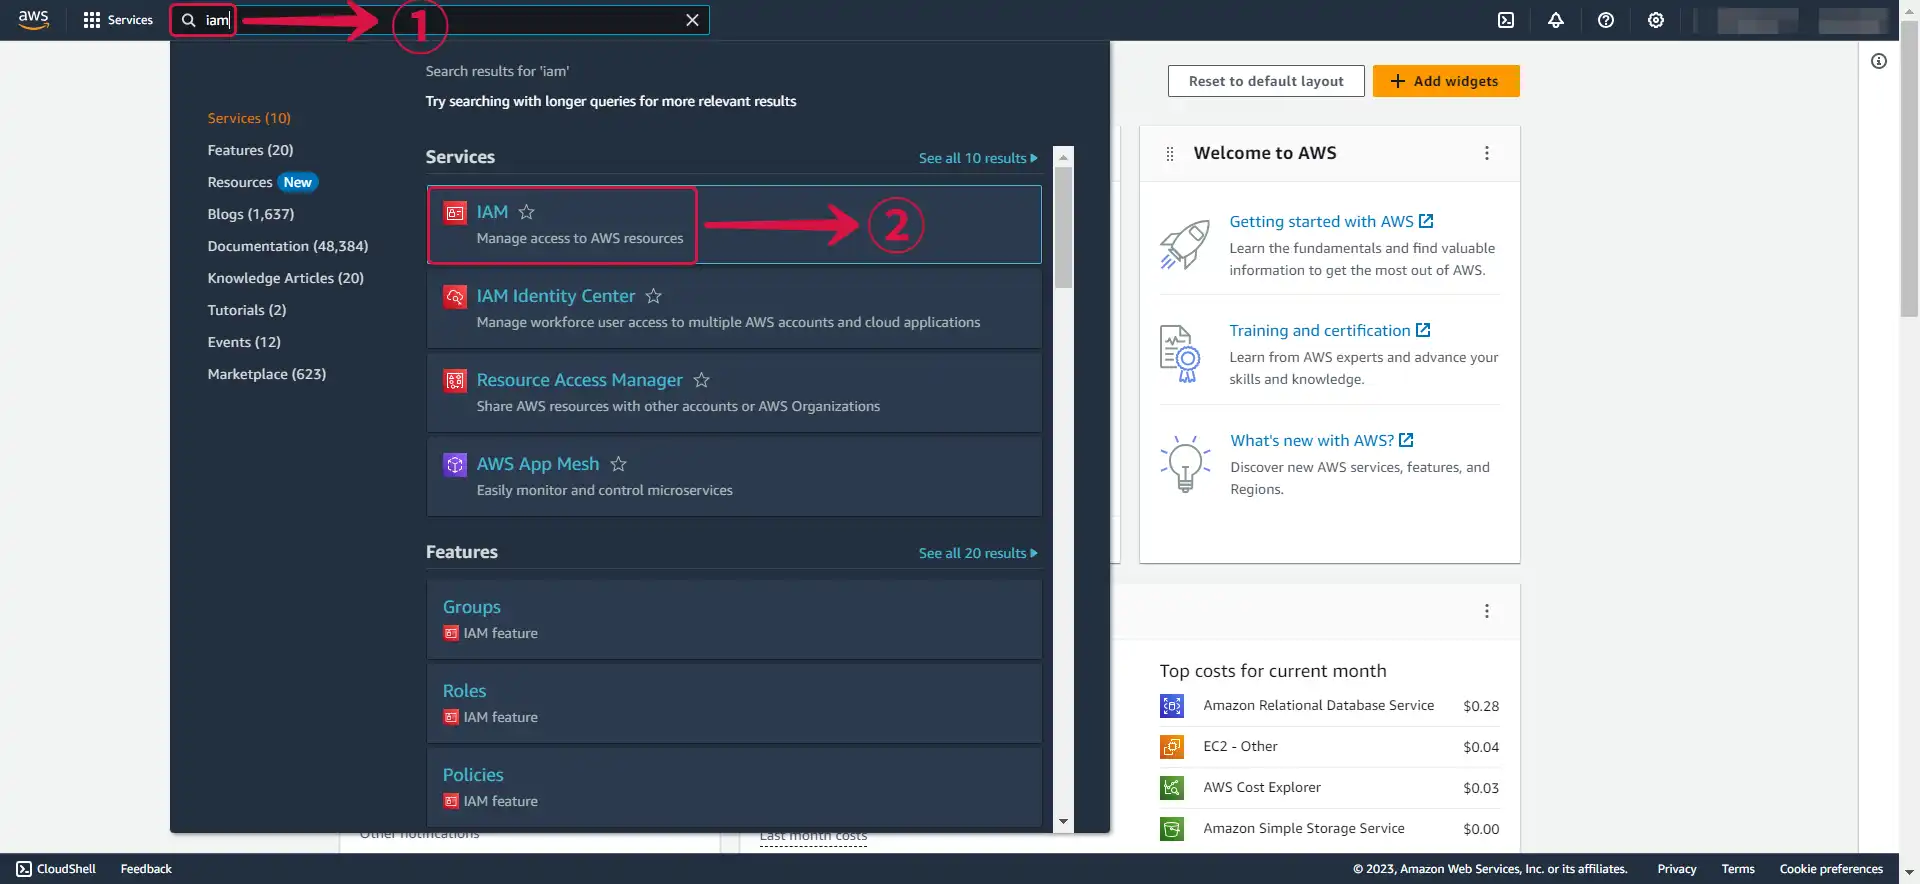 aws
Services
iam
①
Search results for 'iam'
Try searching with longer queries for more relevant results
Services (10)
Features (20)
Resources New
Blogs (1,637)
Documentation (48,384)
Knowledge Articles (20)
Tutorials (2)
Events (12)
Marketplace (623)
Services
See all 10 results
IAM
Manage access to AWS resources
②
IAM Identity Center
Manage workforce user access to multiple AWS accounts and cloud applications
Resource Access Manager
Share AWS resources with other accounts or AWS Organizations
AWS App Mesh
Easily monitor and control microservices
Features
See all 20 results
Groups
IAM feature
Roles
IAM feature
Policies
IAM feature
Other notifications
Last month costs
Reset to default layout
Add widgets
Welcome to AWS
Getting started with AWS
Learn the fundamentals and find valuable
information to get the most out of AWS.
Training and certification
Learn from AWS experts and advance your
skills and knowledge.
What's new with AWS?
Discover new AWS services, features, and
Regions.
Top costs for current month
Amazon Relational Database Service $0.28
EC2 - Other $0.04
AWS Cost Explorer $0.03
Amazon Simple Storage Service $0.00
CloudShell
Feedback
© 2023, Amazon Web Services, Inc. or its affiliates.
Privacy
Terms
Cookie preferences